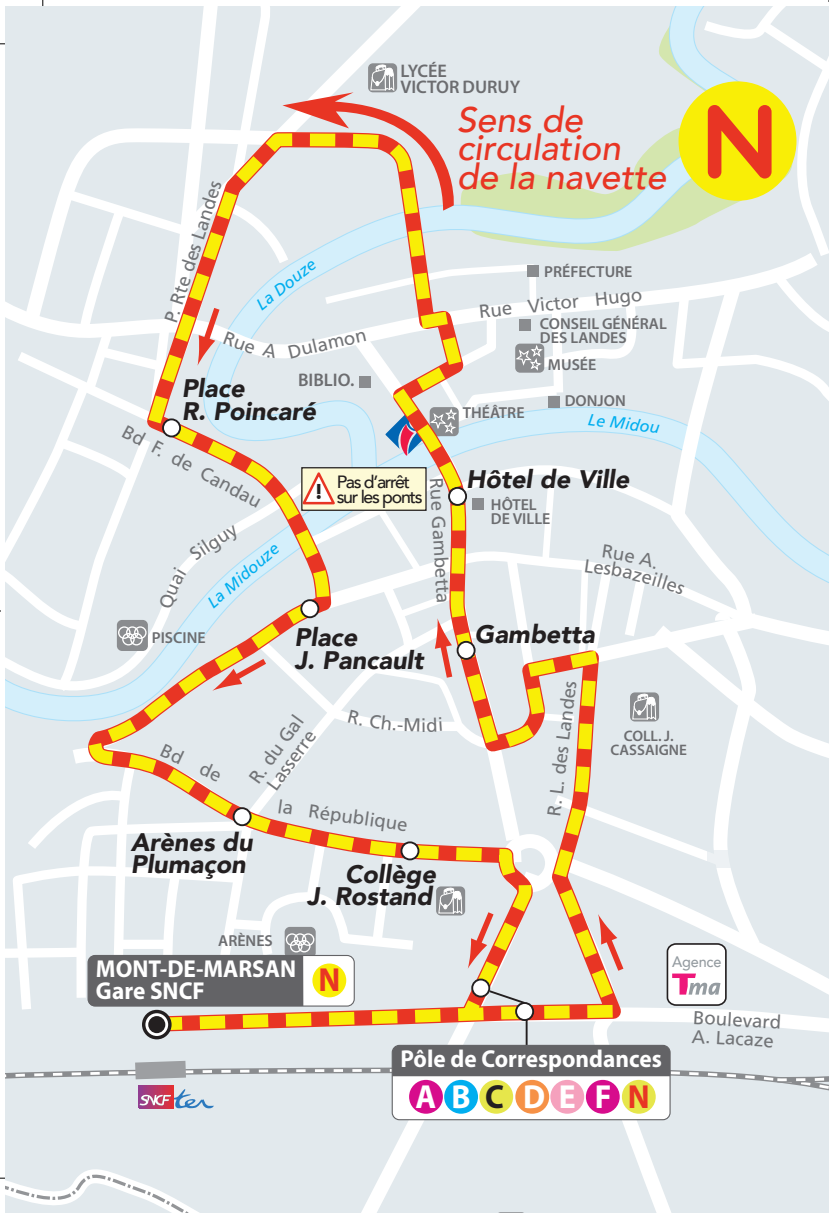 LYCÉE
VICTOR DURUY
Sens de
circulation
de la navette
N
P. Rte des Landes
La Douze
PRÉFECTURE
Rue Victor Hugo
Rue A Dulamon
CONSEIL GÉNÉRAL
DES LANDES
MUSÉE
BIBLIO.
Place
R. Poincaré
DONJON
THÉÂTRE
Le Midou
Bd F. de Candau
Pas d'arrêt
sur les ponts
!
Hôtel de Ville
HÔTEL
DE VILLE
Rue Gambetta
Quai Silguy
La Midouze
Rue A.
Lesbazeilles
PISCINE
Place
J. Pancault
Gambetta
R. Ch.-Midi
R. du Gal
Lasserre
R. L. des Landes
COLL. J.
CASSAIGNE
Bd de
la République
Arènes du
Plumaçon
Collège
J. Rostand
ARÈNES
MONT-DE-MARSAN
Gare SNCF
N
Agence
Tma
Boulevard
A. Lacaze
Pôle de Correspondances
A B C D E F N
SNCF ter